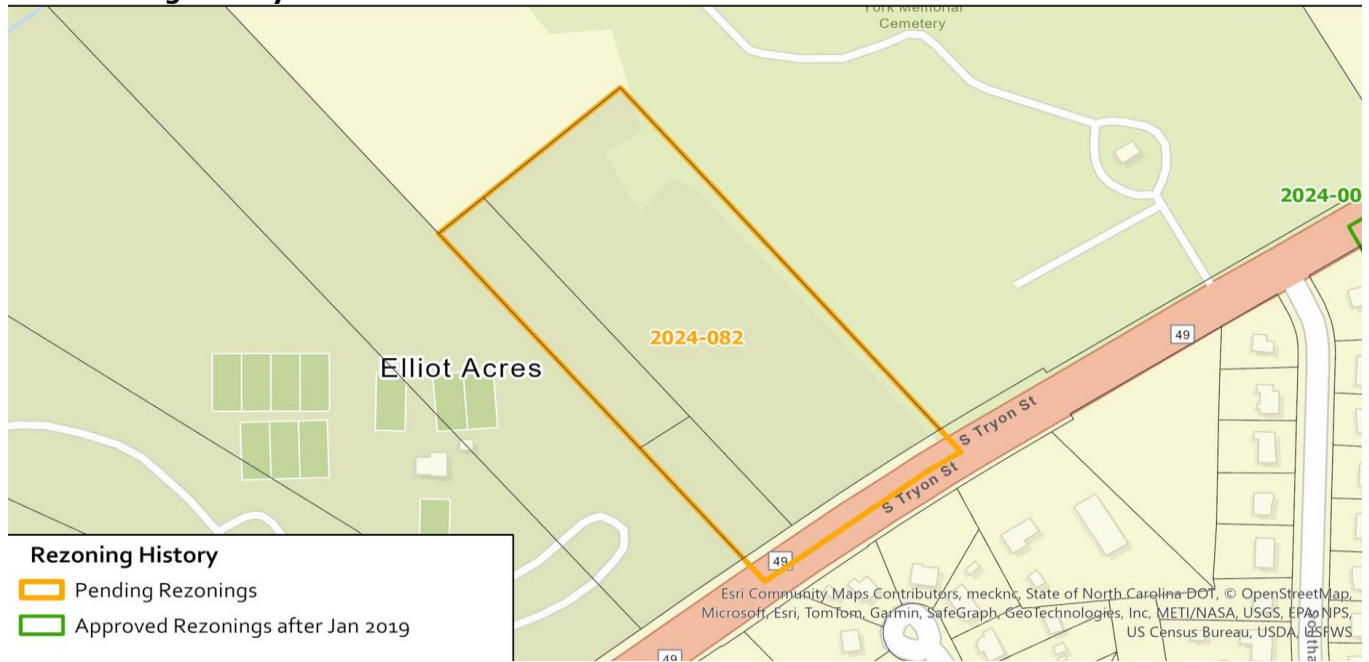 Cemetery
2024-00
49
2024-082
Elliot Acres
S Tryon St
S Tryon St
49
Rezoning History
Pending Rezonings
Approved Rezonings after Jan 2019
Esri Community Maps Contributors, mecknc, State of North Carolina DOT, © OpenStreetMap,
Microsoft, Esri, TomTom, Garmin, SafeGraph, GeoTechnologies, Inc, METI/NASA, USGS, EPA, NPS,
US Census Bureau, USDA, USFWS
49